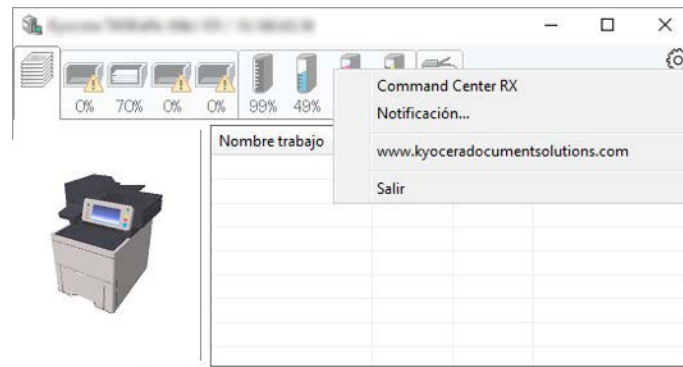 0% 70% 0% 0% 99% 49%
Command Center RX
Notificación...
www.kyoceradocumentsolutions.com
Salir
Nombre trabajo